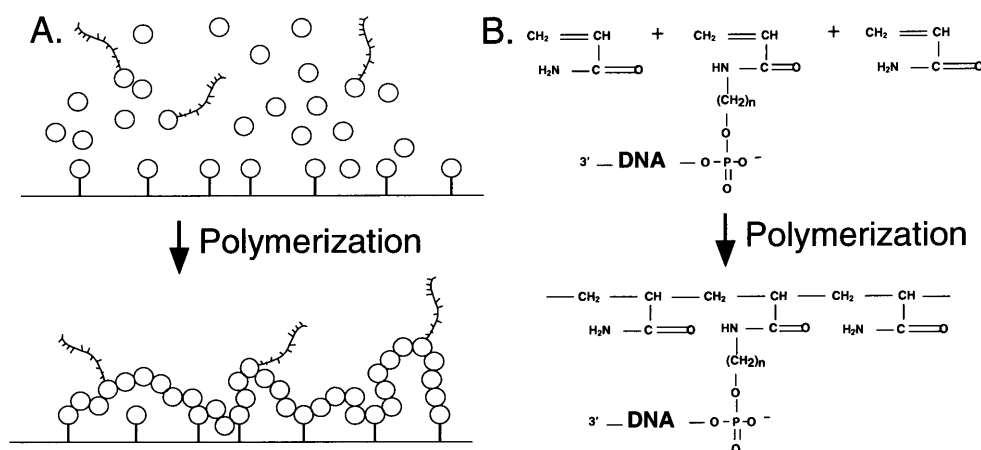 A.
Polymerization
B.
CH₂ CH + CH₂ CH + CH₂ CH
H₂N — C O HN — C O H₂N — C O
(CH₂)n
O
3' — DNA — O – P – O –
O
Polymerization
— CH₂ — CH — CH₂ — CH — CH₂ — CH —
H₂N — C O HN — C O H₂N — C O
(CH₂)n
O
3' — DNA — O – P – O –
O